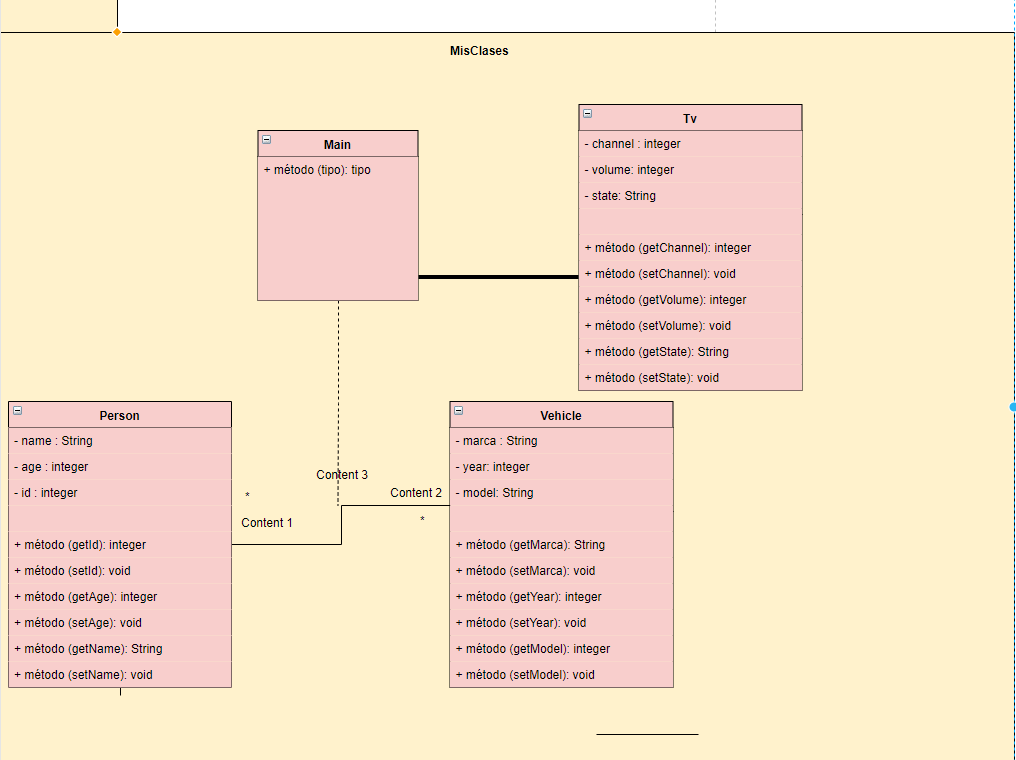 MisClases
Main
+ método (tipo): tipo
Tv
- channel : integer
- volume: integer
- state: String
+ método (getChannel): integer
+ método (setChannel): void
+ método (getVolume): integer
+ método (setVolume): void
+ método (getState): String
+ método (setState): void
Person
- name : String
- age : integer
- id : integer
+ método (getId): integer
+ método (setId): void
+ método (getAge): integer
+ método (setAge): void
+ método (getName): String
+ método (setName): void
Content 3
*
Content 2
Content 1
*
Vehicle
- marca : String
- year: integer
- model: String
+ método (getMarca): String
+ método (setMarca): void
+ método (getYear): integer
+ método (setYear): void
+ método (getModel): integer
+ método (setModel): void